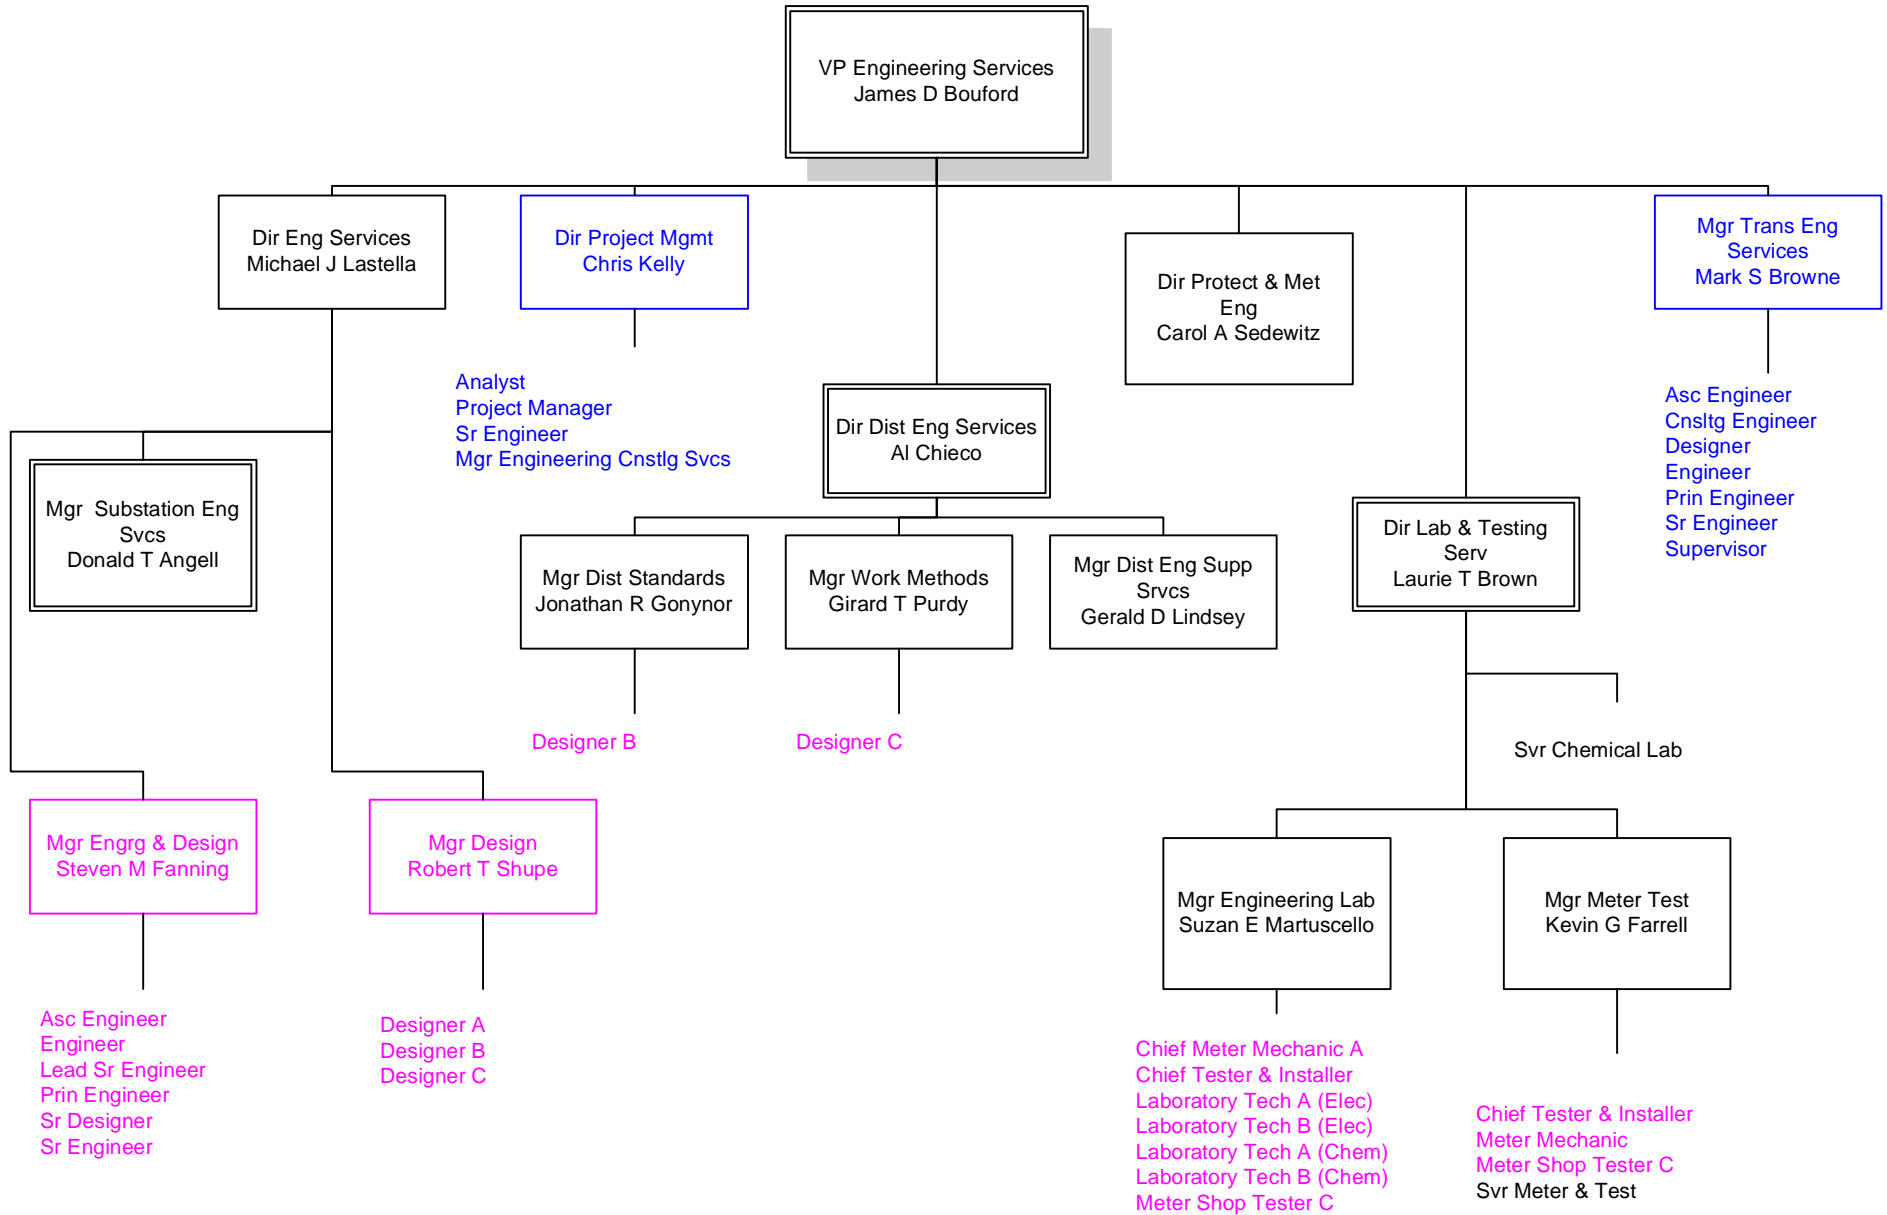 VP Engineering Services
James D Bouford
Dir Eng Services
Michael J Lastella
Dir Project Mgmt
Chris Kelly
Analyst
Project Manager
Sr Engineer
Mgr Engineering Cnstlg Svcs
Dir Dist Eng Services
Al Chieco
Dir Protect & Met
Eng
Carol A Sedewitz
Dir Lab & Testing
Serv
Laurie T Brown
Mgr Trans Eng
Services
Mark S Browne
Asc Engineer
Cnsltg Engineer
Designer
Engineer
Prin Engineer
Sr Engineer
Supervisor
Mgr  Substation Eng
Svcs
Donald T Angell
Mgr Dist Standards
Jonathan R Gonynor
Designer B
Mgr Work Methods
Girard T Purdy
Designer C
Mgr Dist Eng Supp
Srvcs
Gerald D Lindsey
Svr Chemical Lab
Mgr Engrg & Design
Steven M Fanning
Asc Engineer
Engineer
Lead Sr Engineer
Prin Engineer
Sr Designer
Sr Engineer
Mgr Design
Robert T Shupe
Designer A
Designer B
Designer C
Mgr Engineering Lab
Suzan E Martuscello
Chief Meter Mechanic A
Chief Tester & Installer
Laboratory Tech A (Elec)
Laboratory Tech B (Elec)
Laboratory Tech A (Chem)
Laboratory Tech B (Chem)
Meter Shop Tester C
Mgr Meter Test
Kevin G Farrell
Chief Tester & Installer
Meter Mechanic
Meter Shop Tester C
Svr Meter & Test